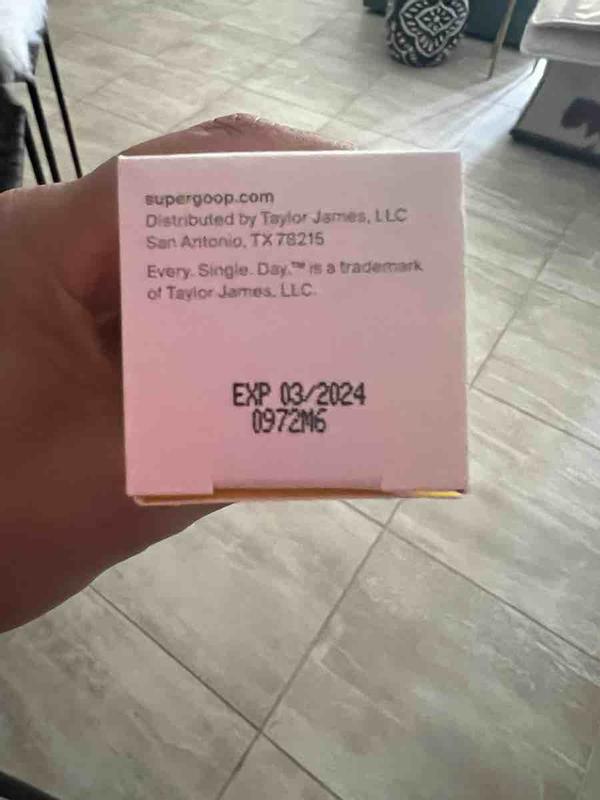 supergoop.com
Distributed by Taylor James, LLC
San Antonio, TX 78215
Every. Single. Day.™ is a trademark
of Taylor James, LLC.
EXP 03/2024
0972M6